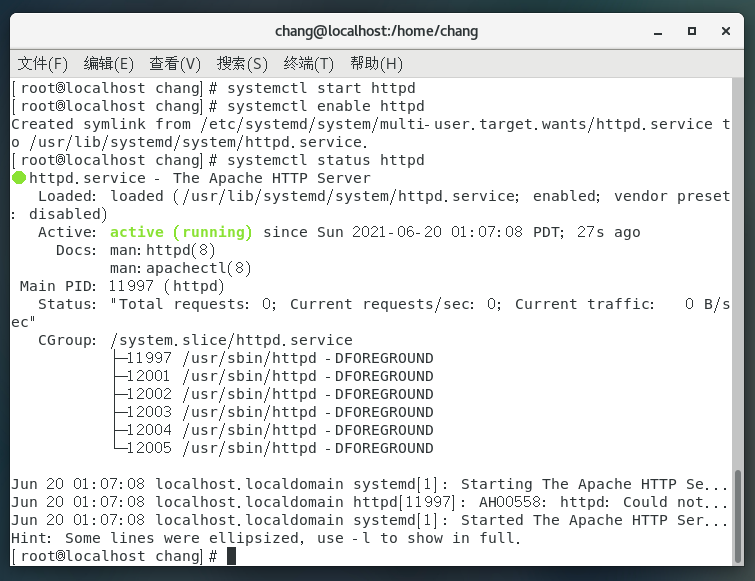 chang@localhost:/home/chang
文件(F) 编辑(E) 查看(V) 搜索(S) 终端(T) 帮助(H)
[root@localhost chang]# systemctl start httpd
[root@localhost chang]# systemctl enable httpd
Created symlink from /etc/systemd/system/multi-user.target.wants/httpd.service t
o /usr/lib/systemd/system/httpd.service.
[root@localhost chang]# systemctl status httpd
● httpd.service - The Apache HTTP Server
   Loaded: loaded (/usr/lib/systemd/system/httpd.service; enabled; vendor preset
: disabled)
   Active: active (running) since Sun 2021-06-20 01:07:08 PDT; 27s ago
     Docs: man:httpd(8)
           man:apachectl(8)
 Main PID: 11997 (httpd)
   Status: "Total requests: 0; Current requests/sec: 0; Current traffic:   0 B/s
ec"
   CGroup: /system.slice/httpd.service
           ├─11997 /usr/sbin/httpd -DFOREGROUND
           ├─12001 /usr/sbin/httpd -DFOREGROUND
           ├─12002 /usr/sbin/httpd -DFOREGROUND
           ├─12003 /usr/sbin/httpd -DFOREGROUND
           ├─12004 /usr/sbin/httpd -DFOREGROUND
           └─12005 /usr/sbin/httpd -DFOREGROUND
Jun 20 01:07:08 localhost.localdomain systemd[1]: Starting The Apache HTTP Se...
Jun 20 01:07:08 localhost.localdomain httpd[11997]: AH00558: httpd: Could not...
Jun 20 01:07:08 localhost.localdomain systemd[1]: Started The Apache HTTP Ser...
Hint: Some lines were ellipsized, use -l to show in full.
[root@localhost chang]#